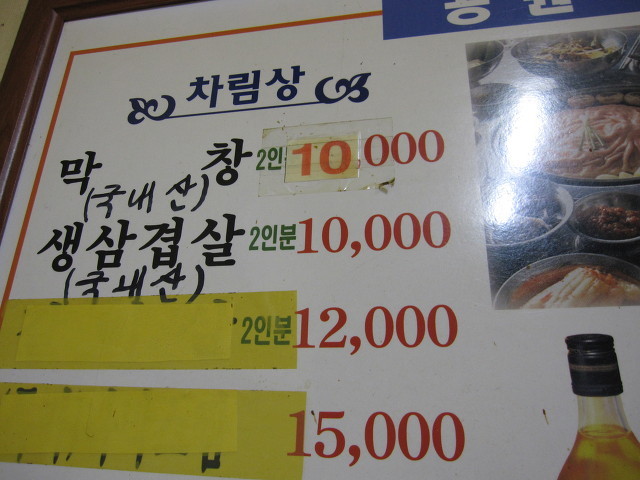 차림상
막 창 2인 10,000
(국내산)
생삼겹살 2인분 10,000
(국내산)
2인분 12,000
15,000